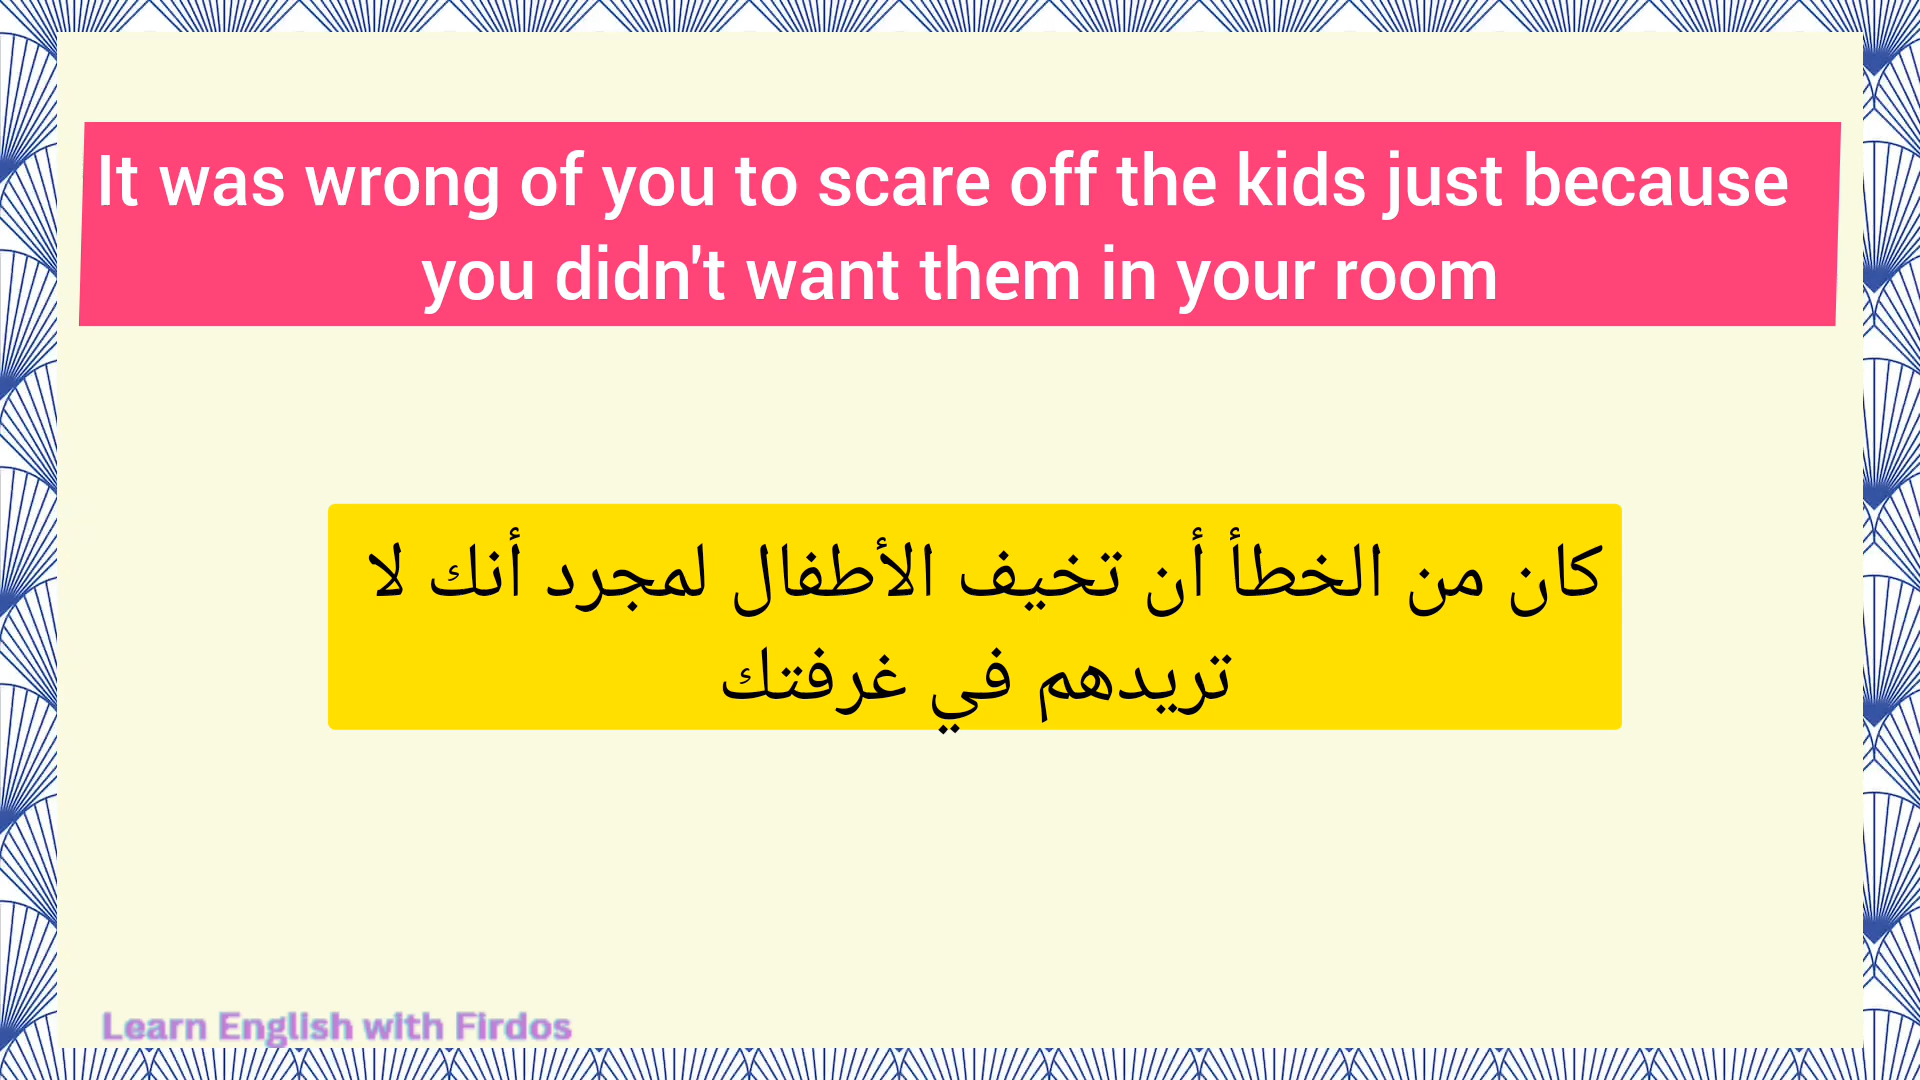 It was wrong of you to scare off the kids just because
you didn't want them in your room
كان من الخطأ أن تخيف الأطفال لمجرد أنك لا
تريدهم في غرفتك
Learn English with Firdos